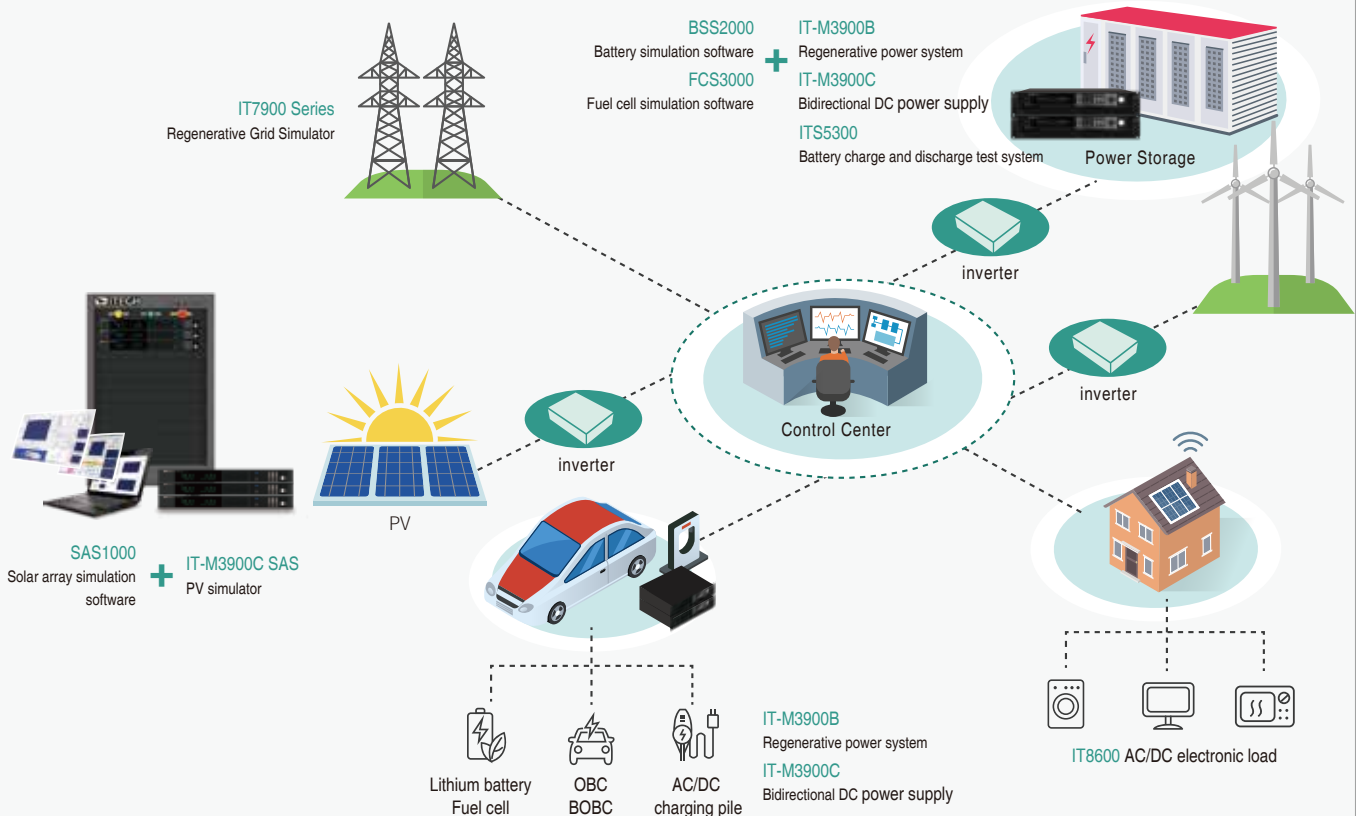 BSS2000
Battery simulation software
FCS3000
Fuel cell simulation software
+
IT-M3900B
Regenerative power system
IT-M3900C
Bidirectional DC power supply
ITS5300
Battery charge and discharge test system
Power Storage
IT7900 Series
Regenerative Grid Simulator
inverter
inverter
Control Center
ITECH
inverter
PV
SAS1000
Solar array simulation
software
+
IT-M3900C SAS
PV simulator
Lithium battery
Fuel cell
OBC
BOBC
AC/DC
charging pile
IT-M3900B
Regenerative power system
IT-M3900C
Bidirectional DC power supply
IT8600 AC/DC electronic load